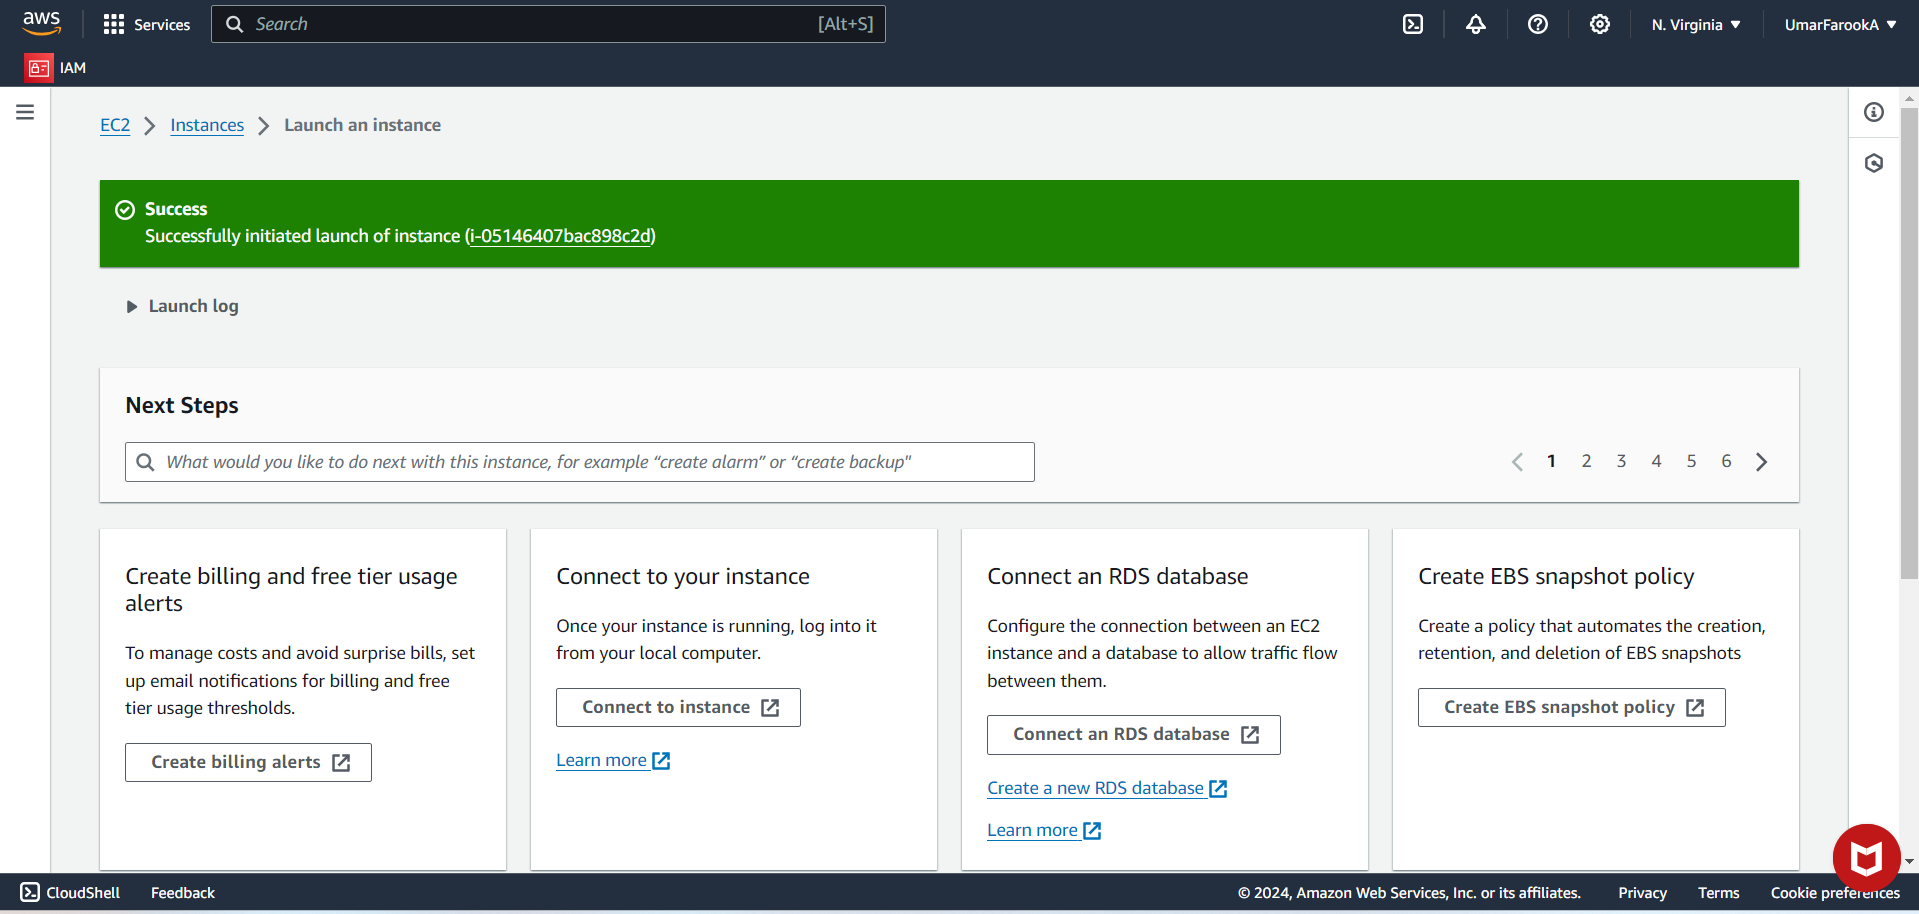 aws
Services
Search
[Alt+S]
N. Virginia
UmarFarookA
IAM
EC2
Instances
Launch an instance
Success
Successfully initiated launch of instance (i-05146407bac898c2d)
Launch log
Next Steps
What would you like to do next with this instance, for example “create alarm” or “create backup"
1 2 3 4 5 6
Create billing and free tier usage
alerts
To manage costs and avoid surprise bills, set
up email notifications for billing and free
tier usage thresholds.
Create billing alerts
Connect to your instance
Once your instance is running, log into it
from your local computer.
Connect to instance
Learn more
Connect an RDS database
Configure the connection between an EC2
instance and a database to allow traffic flow
between them.
Connect an RDS database
Create a new RDS database
Learn more
Create EBS snapshot policy
Create a policy that automates the creation,
retention, and deletion of EBS snapshots
Create EBS snapshot policy
CloudShell
Feedback
© 2024, Amazon Web Services, Inc. or its affiliates.
Privacy
Terms
Cookie preferences